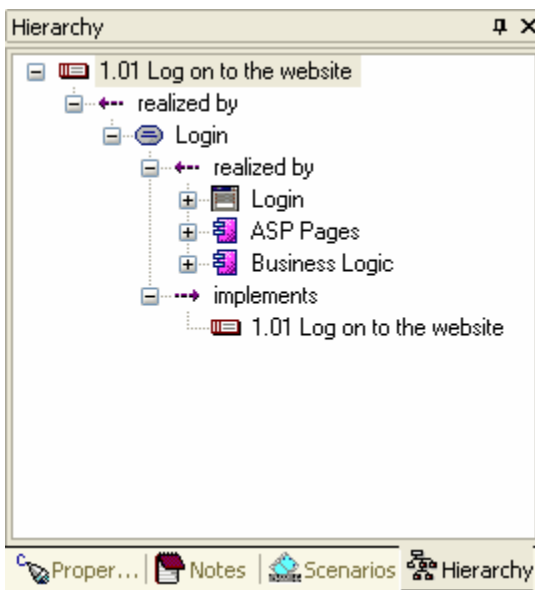 Hierarchy
1.01 Log on to the website
realized by
Login
realized by
Login
ASP Pages
Business Logic
implements
1.01 Log on to the website
Proper... Notes Scenarios Hierarchy